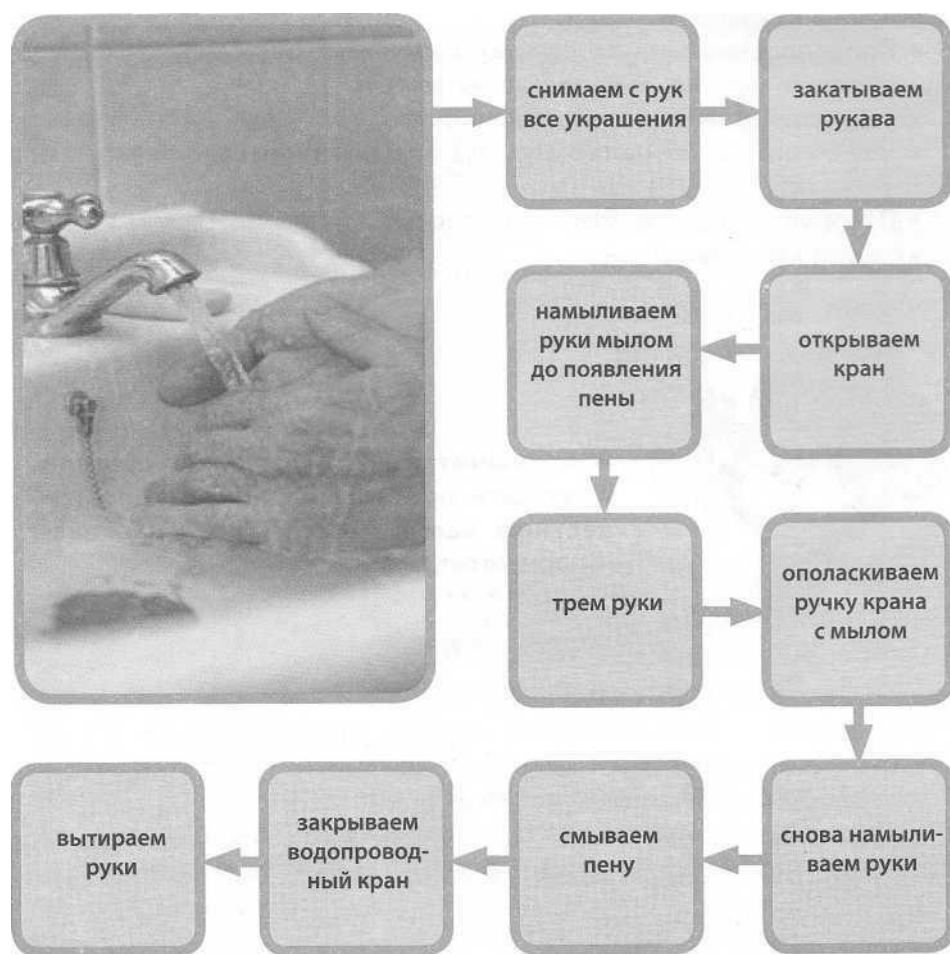 снимаем с рук
все украшения
закатываем
рукава
открываем
кран
намыливаем
руки мылом
до появления
пены
трем руки
ополаскиваем
ручку крана
с мылом
снова намыли-
ваем руки
смываем
пену
закрываем
водопровод-
ный кран
вытираем
руки